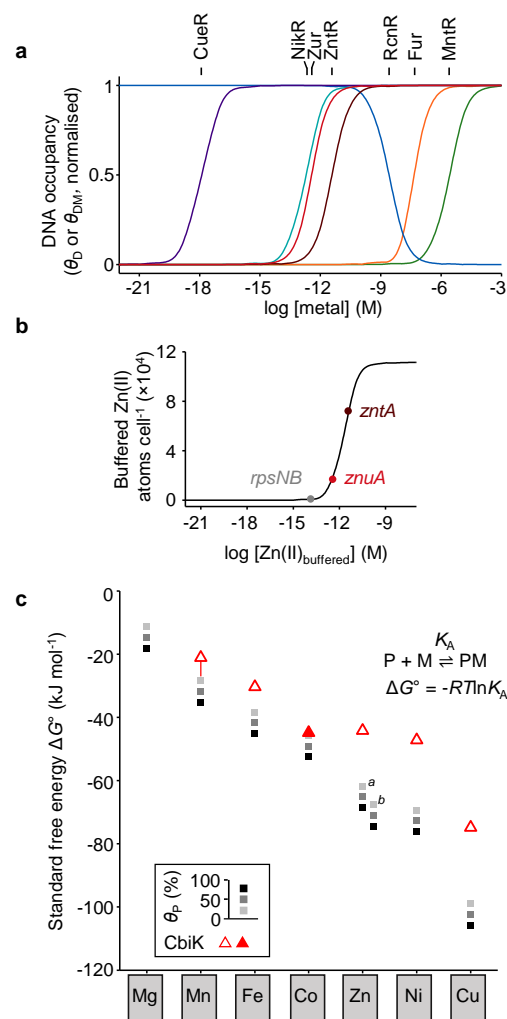 a
CueR
NikR
Zur
ZntR
RcnR
Fur
MntR
DNA occupancy
(θD or θDM, normalised)
1
0.5
0
-21 -18 -15 -12 -9 -6 -3
log [metal] (M)
b
Buffered Zn(II)
atoms cell-1 (×10⁴)
12
8
4
0
zntA
znuA
rpsNB
-21 -18 -15 -12 -9
log [Zn(II)buffered] (M)
c
Standard free energy ΔG° (kJ mol-1)
0
-20
-40
-60
-80
-100
-120
KA
P + M ⇌ PM
ΔG° = -RTlnKA
a
b
θP (%)
100
50
0
CbiK
Mg Mn Fe Co Zn Ni Cu